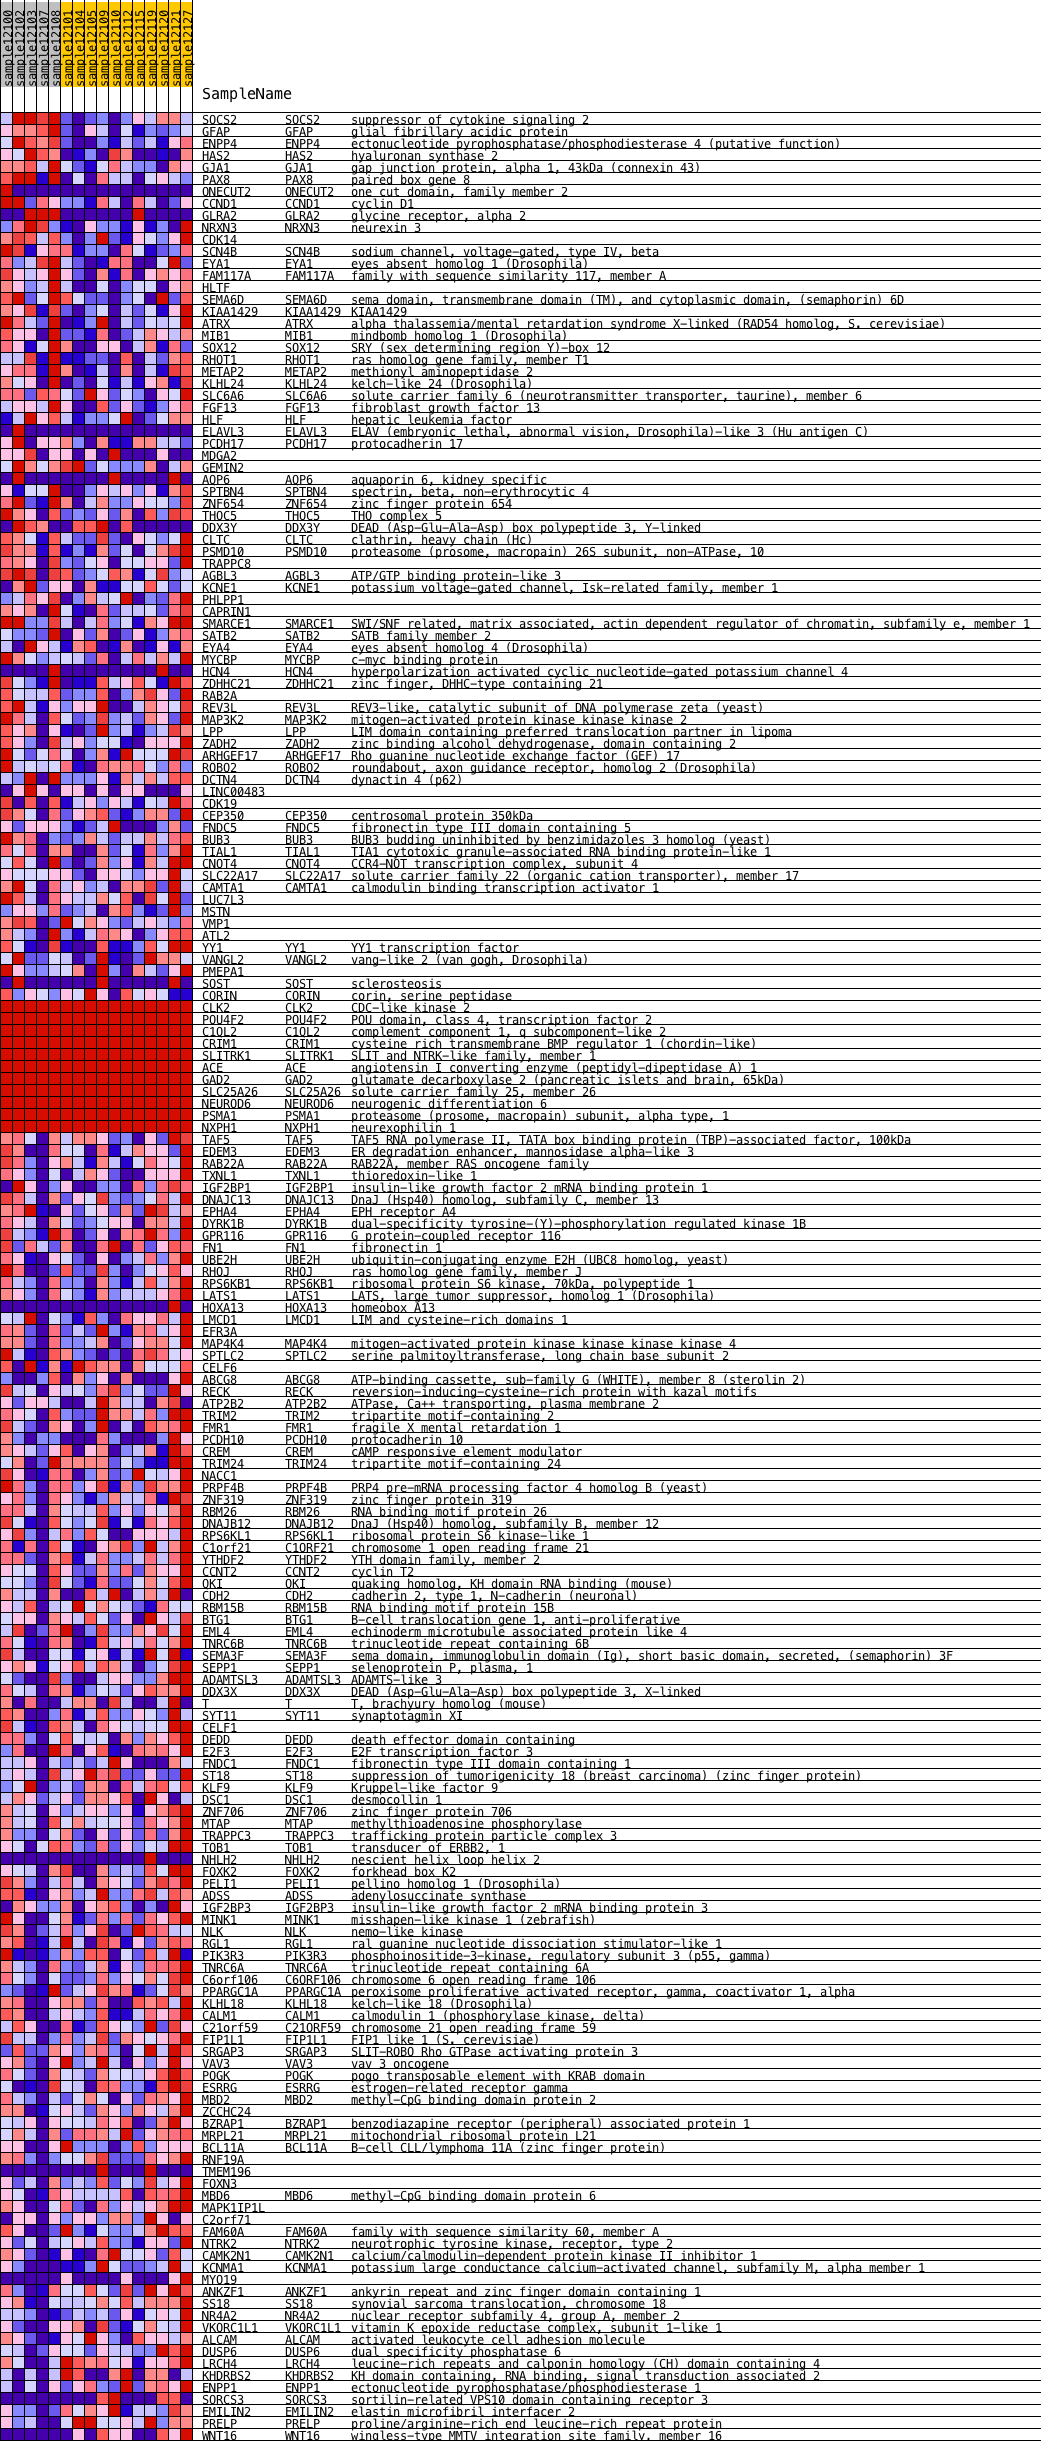 sample12100
sample12102
sample12103
sample12107
sample12108
sample12101
sample12104
sample12105
sample12109
sample12110
sample12112
sample12115
sample12119
sample12120
sample12121
sample12127
SampleName
SOCS2 SOCS2 suppressor of cytokine signaling 2
GFAP GFAP glial fibrillary acidic protein
ENPP4 ENPP4 ectonucleotide pyrophosphatase/phosphodiesterase 4 (putative function)
HAS2 HAS2 hyaluronan synthase 2
GJA1 GJA1 gap junction protein, alpha 1, 43kDa (connexin 43)
PAX8 PAX8 paired box gene 8
ONECUT2 ONECUT2 one cut domain, family member 2
CCND1 CCND1 cyclin D1
GLRA2 GLRA2 glycine receptor, alpha 2
NRXN3 NRXN3 neurexin 3
CDK14
SCN4B SCN4B sodium channel, voltage-gated, type IV, beta
EYA1 EYA1 eyes absent homolog 1 (Drosophila)
FAM117A FAM117A family with sequence similarity 117, member A
HLTF
SEMA6D SEMA6D sema domain, transmembrane domain (TM), and cytoplasmic domain, (semaphorin) 6D
KIAA1429 KIAA1429 KIAA1429
ATRX ATRX alpha thalassemia/mental retardation syndrome X-linked (RAD54 homolog, S. cerevisiae)
MIB1 MIB1 mindbomb homolog 1 (Drosophila)
SOX12 SOX12 SRY (sex determining region Y)-box 12
RHOT1 RHOT1 ras homolog gene family, member T1
METAP2 METAP2 methionyl aminopeptidase 2
KLHL24 KLHL24 kelch-like 24 (Drosophila)
SLC6A6 SLC6A6 solute carrier family 6 (neurotransmitter transporter, taurine), member 6
FGF13 FGF13 fibroblast growth factor 13
HLF HLF hepatic leukemia factor
ELAVL3 ELAVL3 ELAV (embryonic lethal, abnormal vision, Drosophila)-like 3 (Hu antigen C)
PCDH17 PCDH17 protocadherin 17
MDGA2
GEMIN2
AQP6 AQP6 aquaporin 6, kidney specific
SPTBN4 SPTBN4 spectrin, beta, non-erythrocytic 4
ZNF654 ZNF654 zinc finger protein 654
THOC5 THOC5 THO complex 5
DDX3Y DDX3Y DEAD (Asp-Glu-Ala-Asp) box polypeptide 3, Y-linked
CLTC CLTC clathrin, heavy chain (Hc)
PSMD10 PSMD10 proteasome (prosome, macropain) 26S subunit, non-ATPase, 10
TRAPPC8
AGBL3 AGBL3 ATP/GTP binding protein-like 3
KCNE1 KCNE1 potassium voltage-gated channel, Isk-related family, member 1
PHLPP1
CAPRIN1
SMARCE1 SMARCE1 SWI/SNF related, matrix associated, actin dependent regulator of chromatin, subfamily e, member 1
SATB2 SATB2 SATB family member 2
EYA4 EYA4 eyes absent homolog 4 (Drosophila)
MYCBP MYCBP c-myc binding protein
HCN4 HCN4 hyperpolarization activated cyclic nucleotide-gated potassium channel 4
ZDHHC21 ZDHHC21 zinc finger, DHHC-type containing 21
RAB2A
REV3L REV3L REV3-like, catalytic subunit of DNA polymerase zeta (yeast)
MAP3K2 MAP3K2 mitogen-activated protein kinase kinase kinase 2
LPP LPP LIM domain containing preferred translocation partner in lipoma
ZADH2 ZADH2 zinc binding alcohol dehydrogenase, domain containing 2
ARHGEF17 ARHGEF17 Rho guanine nucleotide exchange factor (GEF) 17
ROBO2 ROBO2 roundabout, axon guidance receptor, homolog 2 (Drosophila)
DCTN4 DCTN4 dynactin 4 (p62)
LINC00483
CDK19
CEP350 CEP350 centrosomal protein 350kDa
FNDC5 FNDC5 fibronectin type III domain containing 5
BUB3 BUB3 BUB3 budding uninhibited by benzimidazoles 3 homolog (yeast)
TIAL1 TIAL1 TIA1 cytotoxic granule-associated RNA binding protein-like 1
CNOT4 CNOT4 CCR4-NOT transcription complex, subunit 4
SLC22A17 SLC22A17 solute carrier family 22 (organic cation transporter), member 17
CAMTA1 CAMTA1 calmodulin binding transcription activator 1
LUC7L3
MSTN
VMP1
ATL2
YY1 YY1 YY1 transcription factor
VANGL2 VANGL2 vang-like 2 (van gogh, Drosophila)
PMEPA1
SOST SOST sclerosteosis
CORIN CORIN corin, serine peptidase
CLK2 CLK2 CDC-like kinase 2
POU4F2 POU4F2 POU domain, class 4, transcription factor 2
C1QL2 C1QL2 complement component 1, q subcomponent-like 2
CRIM1 CRIM1 cysteine rich transmembrane BMP regulator 1 (chordin-like)
SLITRK1 SLITRK1 SLIT and NTRK-like family, member 1
ACE ACE angiotensin I converting enzyme (peptidyl-dipeptidase A) 1
GAD2 GAD2 glutamate decarboxylase 2 (pancreatic islets and brain, 65kDa)
SLC25A26 SLC25A26 solute carrier family 25, member 26
NEUROD6 NEUROD6 neurogenic differentiation 6
PSMA1 PSMA1 proteasome (prosome, macropain) subunit, alpha type, 1
NXPH1 NXPH1 neurexophilin 1
TAF5 TAF5 TAF5 RNA polymerase II, TATA box binding protein (TBP)-associated factor, 100kDa
EDEM3 EDEM3 ER degradation enhancer, mannosidase alpha-like 3
RAB22A RAB22A RAB22A, member RAS oncogene family
TXNL1 TXNL1 thioredoxin-like 1
IGF2BP1 IGF2BP1 insulin-like growth factor 2 mRNA binding protein 1
DNAJC13 DNAJC13 DnaJ (Hsp40) homolog, subfamily C, member 13
EPHA4 EPHA4 EPH receptor A4
DYRK1B DYRK1B dual-specificity tyrosine-(Y)-phosphorylation regulated kinase 1B
GPR116 GPR116 G protein-coupled receptor 116
FN1 FN1 fibronectin 1
UBE2H UBE2H ubiquitin-conjugating enzyme E2H (UBC8 homolog, yeast)
RHOJ RHOJ ras homolog gene family, member J
RPS6KB1 RPS6KB1 ribosomal protein S6 kinase, 70kDa, polypeptide 1
LATS1 LATS1 LATS, large tumor suppressor, homolog 1 (Drosophila)
HOXA13 HOXA13 homeobox A13
LMCD1 LMCD1 LIM and cysteine-rich domains 1
EFR3A
MAP4K4 MAP4K4 mitogen-activated protein kinase kinase kinase kinase 4
SPTLC2 SPTLC2 serine palmitoyltransferase, long chain base subunit 2
CELF6
ABCG8 ABCG8 ATP-binding cassette, sub-family G (WHITE), member 8 (sterolin 2)
RECK RECK reversion-inducing-cysteine-rich protein with kazal motifs
ATP2B2 ATP2B2 ATPase, Ca++ transporting, plasma membrane 2
TRIM2 TRIM2 tripartite motif-containing 2
FMR1 FMR1 fragile X mental retardation 1
PCDH10 PCDH10 protocadherin 10
CREM CREM cAMP responsive element modulator
TRIM24 TRIM24 tripartite motif-containing 24
NACC1
PRPF4B PRPF4B PRP4 pre-mRNA processing factor 4 homolog B (yeast)
ZNF319 ZNF319 zinc finger protein 319
RBM26 RBM26 RNA binding motif protein 26
DNAJB12 DNAJB12 DnaJ (Hsp40) homolog, subfamily B, member 12
RPS6KL1 RPS6KL1 ribosomal protein S6 kinase-like 1
C1orf21 C1ORF21 chromosome 1 open reading frame 21
YTHDF2 YTHDF2 YTH domain family, member 2
CCNT2 CCNT2 cyclin T2
QKI QKI quaking homolog, KH domain RNA binding (mouse)
CDH2 CDH2 cadherin 2, type 1, N-cadherin (neuronal)
RBM15B RBM15B RNA binding motif protein 15B
BTG1 BTG1 B-cell translocation gene 1, anti-proliferative
EML4 EML4 echinoderm microtubule associated protein like 4
TNRC6B TNRC6B trinucleotide repeat containing 6B
SEMA3F SEMA3F sema domain, immunoglobulin domain (Ig), short basic domain, secreted, (semaphorin) 3F
SEPP1 SEPP1 selenoprotein P, plasma, 1
ADAMTSL3 ADAMTSL3 ADAMTS-like 3
DDX3X DDX3X DEAD (Asp-Glu-Ala-Asp) box polypeptide 3, X-linked
T T T, brachyury homolog (mouse)
SYT11 SYT11 synaptotagmin XI
CELF1
DEDD DEDD death effector domain containing
E2F3 E2F3 E2F transcription factor 3
FNDC1 FNDC1 fibronectin type III domain containing 1
ST18 ST18 suppression of tumorigenicity 18 (breast carcinoma) (zinc finger protein)
KLF9 KLF9 Kruppel-like factor 9
DSC1 DSC1 desmocollin 1
ZNF706 ZNF706 zinc finger protein 706
MTAP MTAP methylthioadenosine phosphorylase
TRAPPC3 TRAPPC3 trafficking protein particle complex 3
TOB1 TOB1 transducer of ERBB2, 1
NHLH2 NHLH2 nescient helix loop helix 2
FOXK2 FOXK2 forkhead box K2
PELI1 PELI1 pellino homolog 1 (Drosophila)
ADSS ADSS adenylosuccinate synthase
IGF2BP3 IGF2BP3 insulin-like growth factor 2 mRNA binding protein 3
MINK1 MINK1 misshapen-like kinase 1 (zebrafish)
NLK NLK nemo-like kinase
RGL1 RGL1 ral guanine nucleotide dissociation stimulator-like 1
PIK3R3 PIK3R3 phosphoinositide-3-kinase, regulatory subunit 3 (p55, gamma)
TNRC6A TNRC6A trinucleotide repeat containing 6A
C6orf106 C6ORF106 chromosome 6 open reading frame 106
PPARGC1A PPARGC1A peroxisome proliferative activated receptor, gamma, coactivator 1, alpha
KLHL18 KLHL18 kelch-like 18 (Drosophila)
CALM1 CALM1 calmodulin 1 (phosphorylase kinase, delta)
C21orf59 C21ORF59 chromosome 21 open reading frame 59
FIP1L1 FIP1L1 FIP1 like 1 (S. cerevisiae)
SRGAP3 SRGAP3 SLIT-ROBO Rho GTPase activating protein 3
VAV3 VAV3 vav 3 oncogene
POGK POGK pogo transposable element with KRAB domain
ESRRG ESRRG estrogen-related receptor gamma
MBD2 MBD2 methyl-CpG binding domain protein 2
ZCCHC24
BZRAP1 BZRAP1 benzodiazapine receptor (peripheral) associated protein 1
MRPL21 MRPL21 mitochondrial ribosomal protein L21
BCL11A BCL11A B-cell CLL/lymphoma 11A (zinc finger protein)
RNF19A
TMEM196
FOXN3
MBD6 MBD6 methyl-CpG binding domain protein 6
MAPK1IP1L
C2orf71
FAM60A FAM60A family with sequence similarity 60, member A
NTRK2 NTRK2 neurotrophic tyrosine kinase, receptor, type 2
CAMK2N1 CAMK2N1 calcium/calmodulin-dependent protein kinase II inhibitor 1
KCNMA1 KCNMA1 potassium large conductance calcium-activated channel, subfamily M, alpha member 1
MYO19
ANKZF1 ANKZF1 ankyrin repeat and zinc finger domain containing 1
SS18 SS18 synovial sarcoma translocation, chromosome 18
NR4A2 NR4A2 nuclear receptor subfamily 4, group A, member 2
VKORC1L1 VKORC1L1 vitamin K epoxide reductase complex, subunit 1-like 1
ALCAM ALCAM activated leukocyte cell adhesion molecule
DUSP6 DUSP6 dual specificity phosphatase 6
LRCH4 LRCH4 leucine-rich repeats and calponin homology (CH) domain containing 4
KHDRBS2 KHDRBS2 KH domain containing, RNA binding, signal transduction associated 2
ENPP1 ENPP1 ectonucleotide pyrophosphatase/phosphodiesterase 1
SORCS3 SORCS3 sortilin-related VPS10 domain containing receptor 3
EMILIN2 EMILIN2 elastin microfibril interfacer 2
PRELP PRELP proline/arginine-rich end leucine-rich repeat protein
WNT16 WNT16 wingless-type MMTV integration site family, member 16